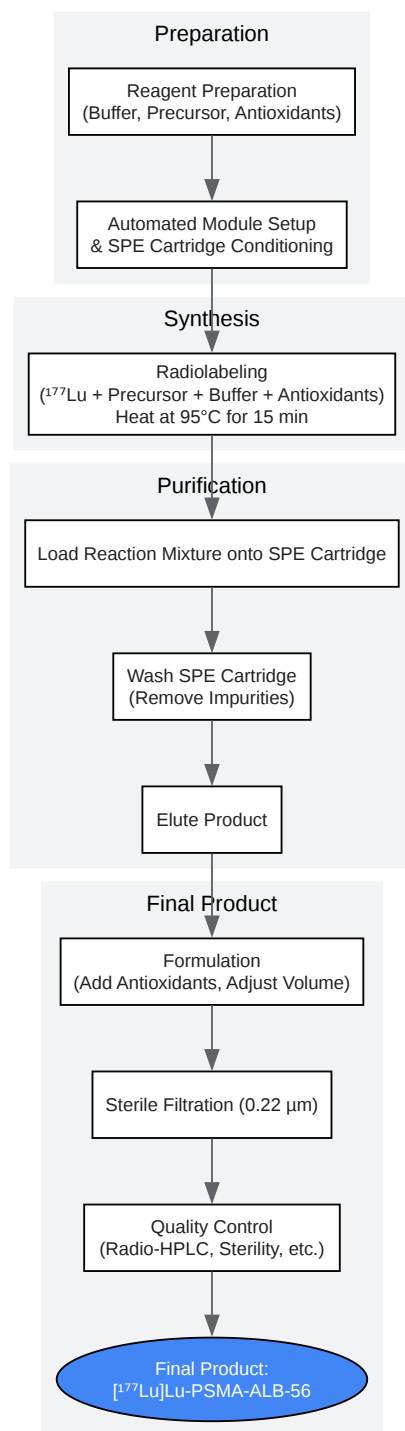 Preparation
Reagent Preparation
(Buffer, Precursor, Antioxidants)
Automated Module Setup
& SPE Cartridge Conditioning
Synthesis
Radiolabeling
(¹⁷⁷Lu + Precursor + Buffer + Antioxidants)
Heat at 95°C for 15 min
Purification
Load Reaction Mixture onto SPE Cartridge
Wash SPE Cartridge
(Remove Impurities)
Elute Product
Final Product
Formulation
(Add Antioxidants, Adjust Volume)
Sterile Filtration (0.22 µm)
Quality Control
(Radio-HPLC, Sterility, etc.)
Final Product:
[¹⁷⁷Lu]Lu-PSMA-ALB-56